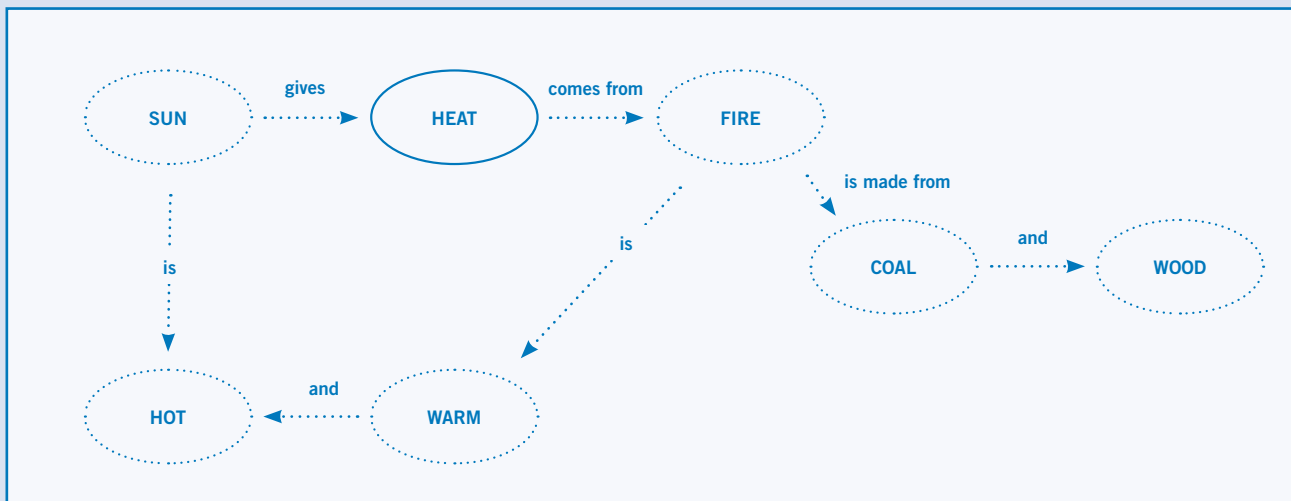 gives
comes from
SUN
HEAT
FIRE
is made from
and
is
is
COAL
WOOD
and
HOT
WARM